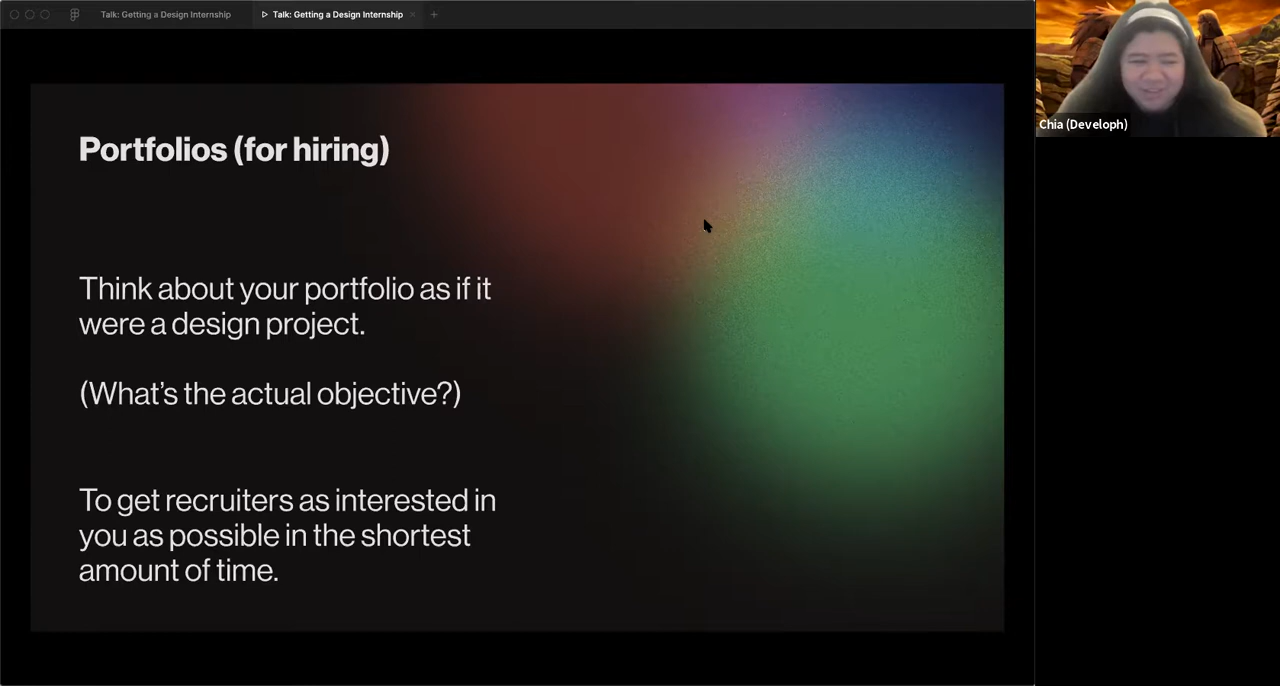 Talk: Getting a Design Internship
Talk: Getting a Design Internship
Portfolios (for hiring)
Think about your portfolio as if it
were a design project.
(What's the actual objective?)
To get recruiters as interested in
you as possible in the shortest
amount of time.
Chia (Developh)